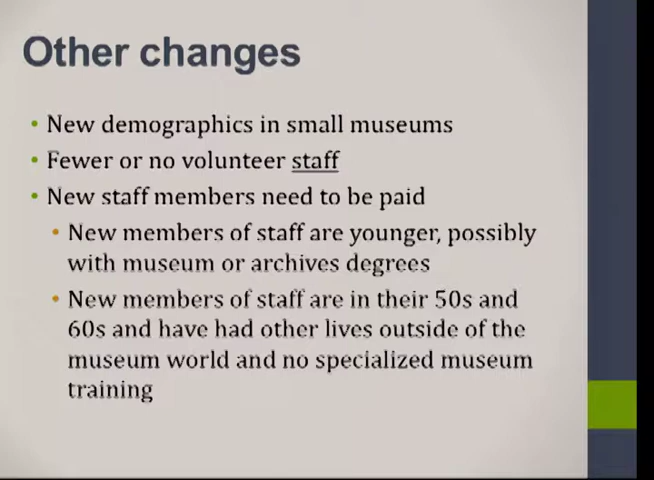 Other changes
• New demographics in small museums
• Fewer or no volunteer staff
• New staff members need to be paid
• New members of staff are younger, possibly
with museum or archives degrees
• New members of staff are in their 50s and
60s and have had other lives outside of the
museum world and no specialized museum
training